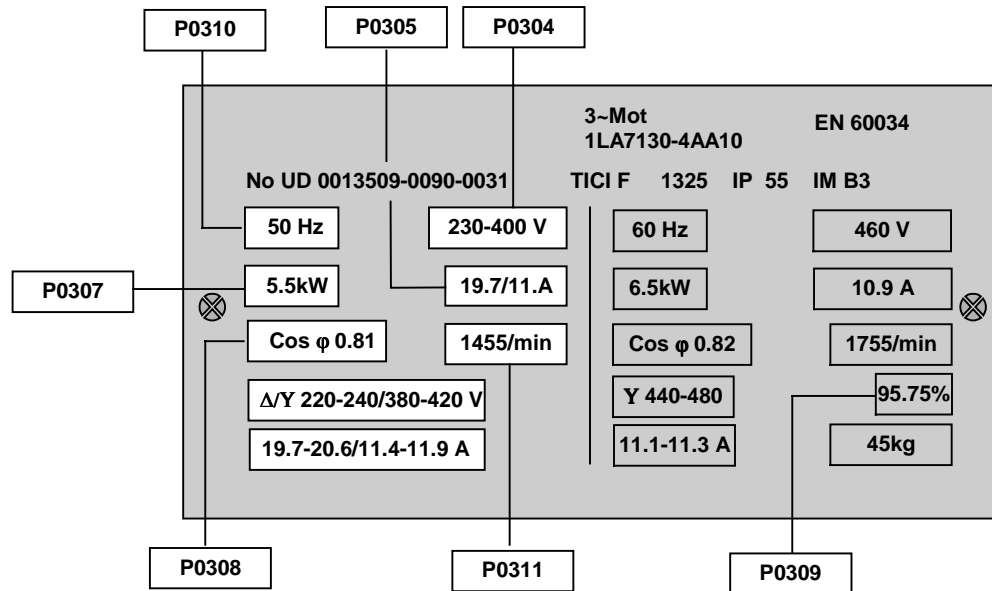 P0310
P0305
P0304
3~Mot
1LA7130-4AA10
EN 60034
No UD 0013509-0090-0031 TICI F 1325 IP 55 IM B3
50 Hz 230-400 V 60 Hz 460 V
P0307
5.5kW 19.7/11.A 6.5kW 10.9 A
Cos φ 0.81 1455/min Cos φ 0.82 1755/min
Δ/Y 220-240/380-420 V Y 440-480 95.75%
19.7-20.6/11.4-11.9 A 11.1-11.3 A 45kg
P0308
P0311
P0309